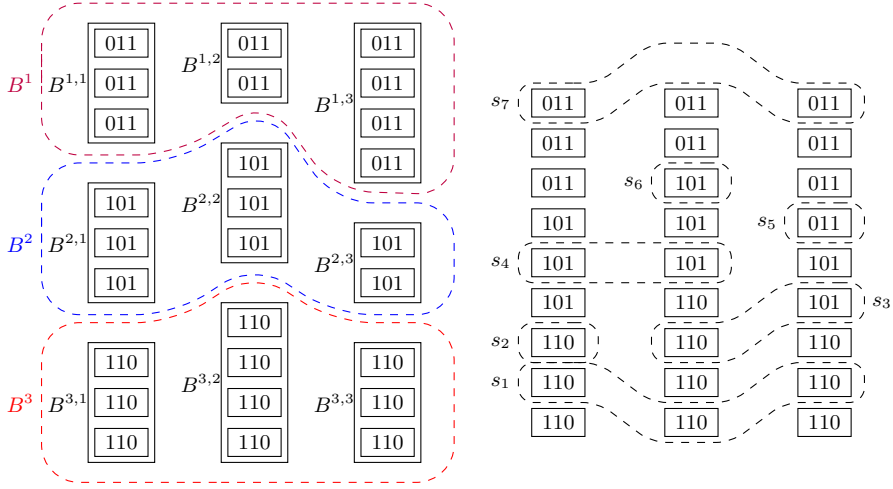 B^1 B^{1,1} 011 011 011
B^{1,2} 011 011
B^{1,3} 011 011 011 011
B^2 B^{2,1} 101 101 101
B^{2,2} 101 101 101
B^{2,3} 101 101
B^3 B^{3,1} 110 110 110
B^{3,2} 110 110 110 110
B^{3,3} 110 110 110
s_7 011 011 011
011 011 011
011 s_6 101 011
101 101 s_5 011
s_4 101 101 101
101 110 101 s_3
s_2 110 110 110
s_1 110 110 110
110 110 110